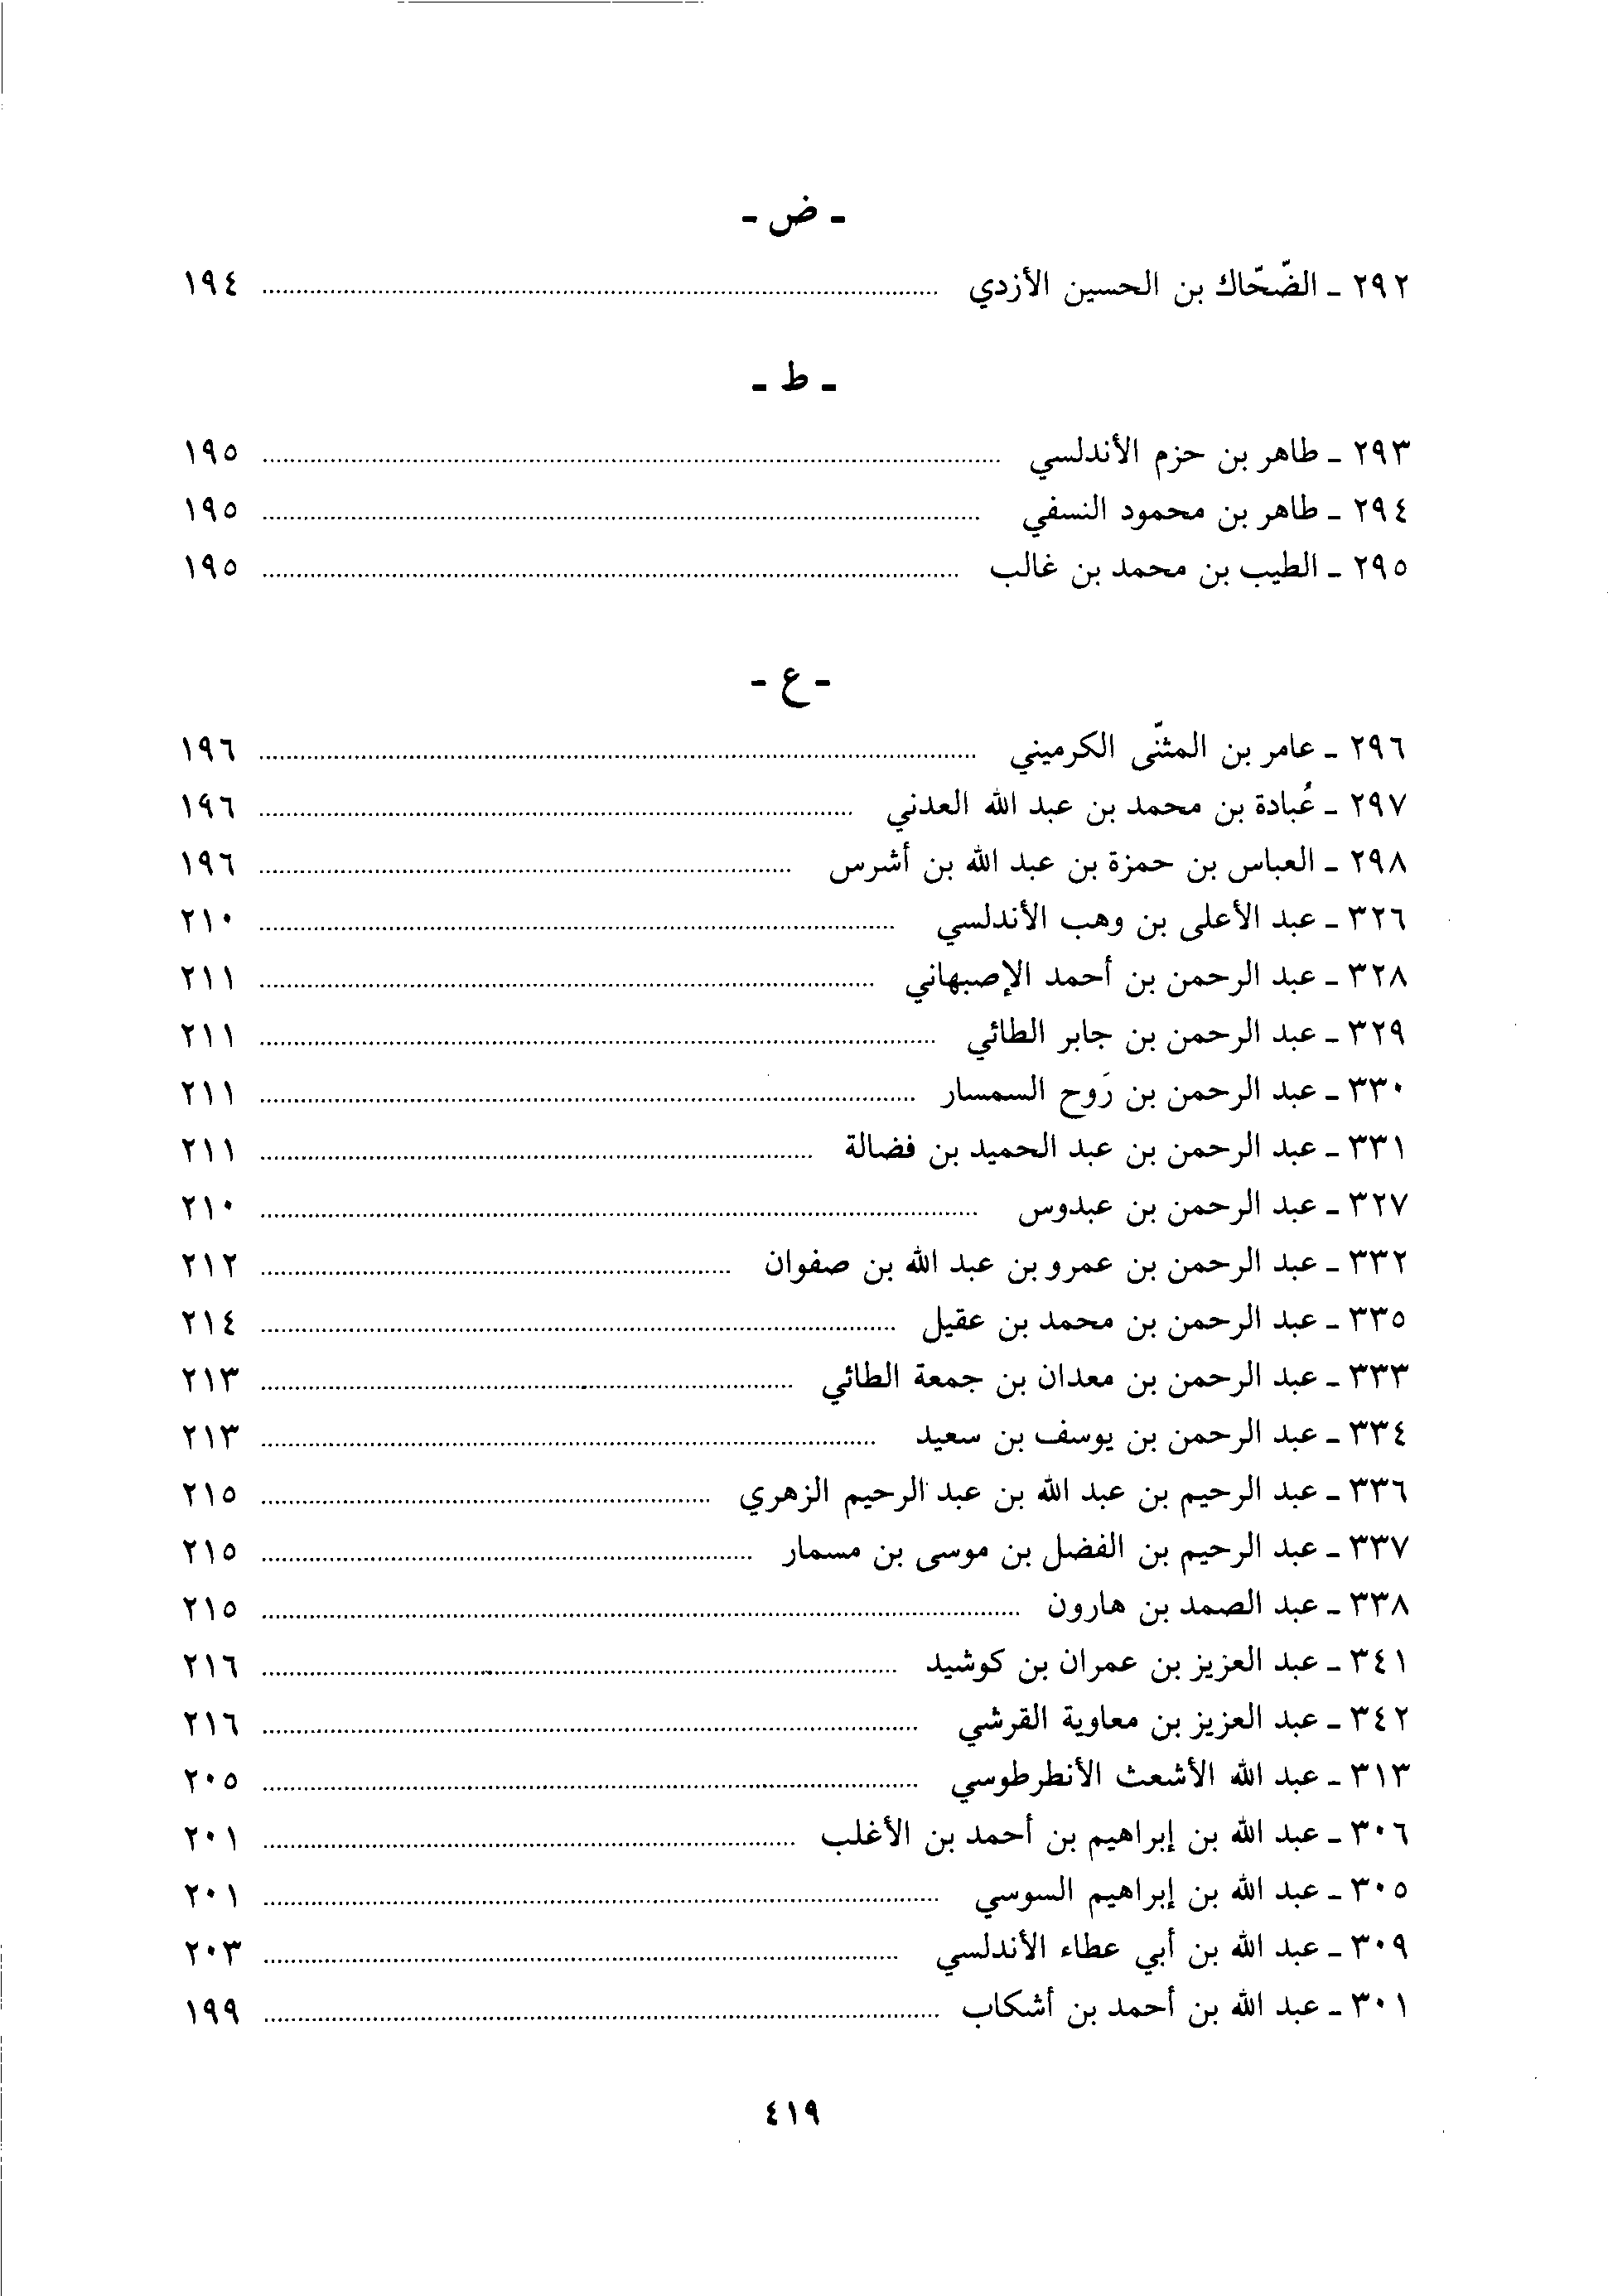 - ض -
٢٩٢ - الضّحّاك بن الحسين الأزدي ........ ١٩٤
- ط -
٢٩٣ - طاهر بن حزم الأندلسي ........ ١٩٥
٢٩٤ - طاهر بن محمود النسفي ........ ١٩٥
٢٩٥ - الطيب بن محمد بن غالب ........ ١٩٥
- ع -
٢٩٦ - عامر بن المثنّى الكرميني ........ ١٩٦
٢٩٧ - عُبادة بن محمد بن عبد الله العدني ........ ١٩٦
٢٩٨ - العباس بن حمزة بن عبد الله بن أشرس ........ ١٩٦
٣٢٦ - عبد الأعلى بن وهب الأندلسي ........ ٢١٠
٣٢٨ - عبد الرحمن بن أحمد الإصبهاني ........ ٢١١
٣٢٩ - عبد الرحمن بن جابر الطائي ........ ٢١١
٣٣٠ - عبد الرحمن بن رَوح السمسار ........ ٢١١
٣٣١ - عبد الرحمن بن عبد الحميد بن فضالة ........ ٢١١
٣٢٧ - عبد الرحمن بن عبدوس ........ ٢١٠
٣٣٢ - عبد الرحمن بن عمرو بن عبد الله بن صفوان ........ ٢١٢
٣٣٥ - عبد الرحمن بن محمد بن عقيل ........ ٢١٤
٣٣٣ - عبد الرحمن بن معدان بن جمعة الطائي ........ ٢١٣
٣٣٤ - عبد الرحمن بن يوسف بن سعيد ........ ٢١٣
٣٣٦ - عبد الرحيم بن عبد الله بن عبد الرحيم الزهري ........ ٢١٥
٣٣٧ - عبد الرحيم بن الفضل بن موسى بن مسمار ........ ٢١٥
٣٣٨ - عبد الصمد بن هارون ........ ٢١٥
٣٤١ - عبد العزيز بن عمران بن كوشيد ........ ٢١٦
٣٤٢ - عبد العزيز بن معاوية القرشي ........ ٢١٦
٣١٣ - عبد الله الأشعث الأنطرطوسي ........ ٢٠٥
٣٠٦ - عبد الله بن إبراهيم بن أحمد بن الأغلب ........ ٢٠١
٣٠٥ - عبد الله بن إبراهيم السوسي ........ ٢٠١
٣٠٩ - عبد الله بن أبي عطاء الأندلسي ........ ٢٠٣
٣٠١ - عبد الله بن أحمد بن أشكاب ........ ١٩٩
٤١٩